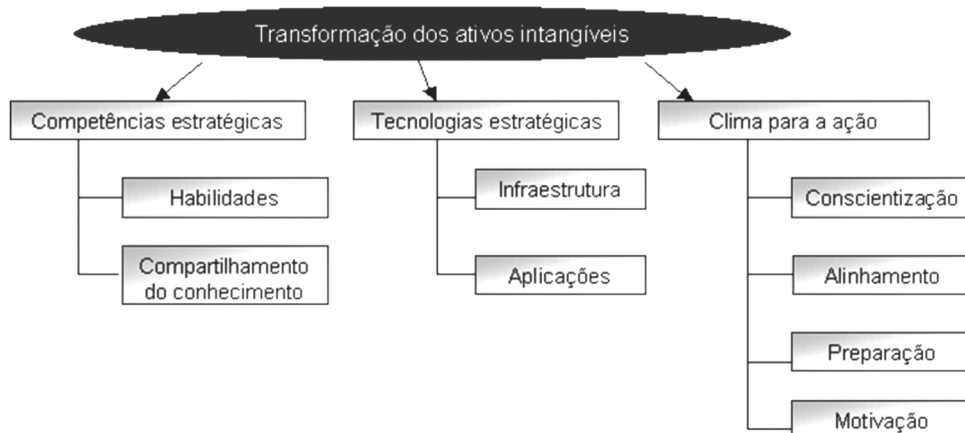 Transformação dos ativos intangíveis
Competências estratégicas
Tecnologias estratégicas
Clima para a ação
Habilidades
Infraestrutura
Conscientização
Compartilhamento
do conhecimento
Aplicações
Alinhamento
Preparação
Motivação